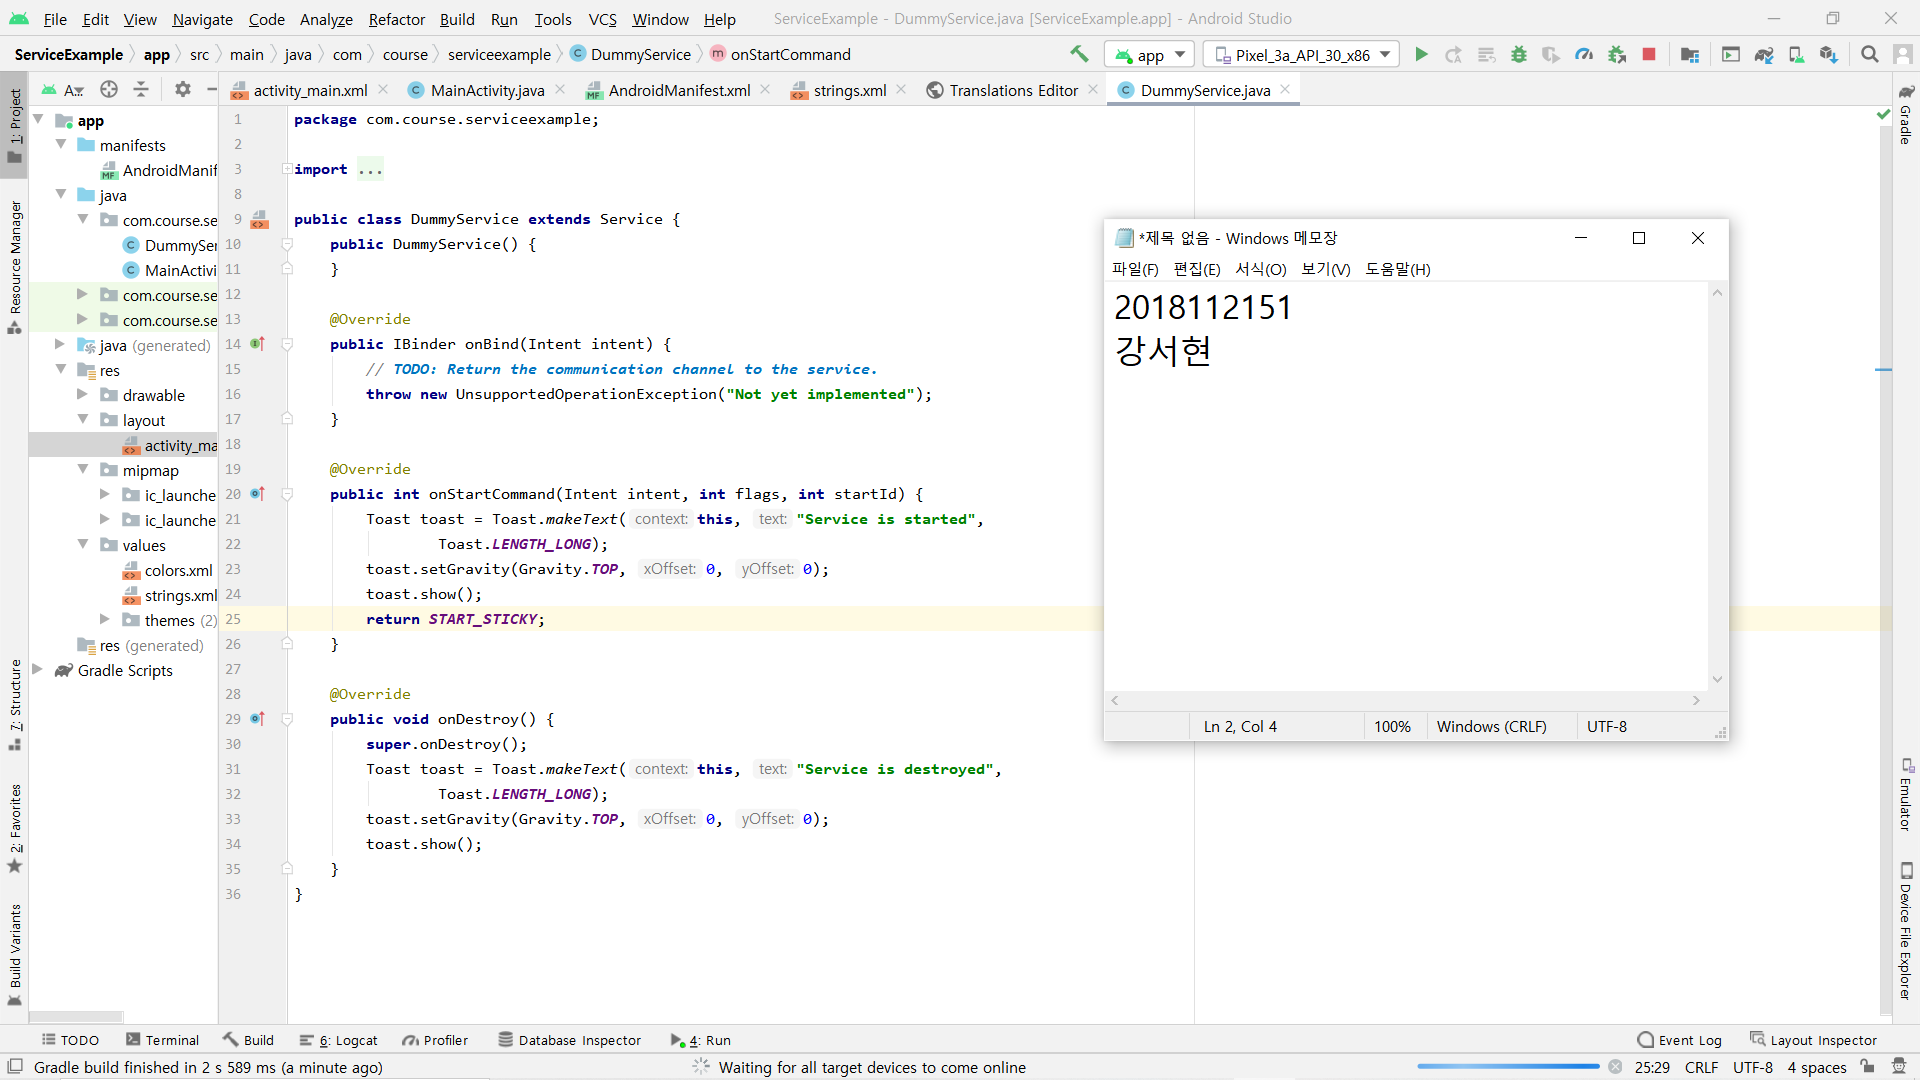 File Edit View Navigate Code Analyze Refactor Build Run Tools VCS Window Help ServiceExample - DummyService.java [ServiceExample.app] - Android Studio
ServiceExample app src main java com course serviceexample DummyService onStartCommand app Pixel_3a_API_30_x86
A... activity_main.xml MainActivity.java AndroidManifest.xml strings.xml Translations Editor DummyService.java
1: Project
Resource Manager
7: Structure
2: Favorites
Build Variants
app
manifests
AndroidManif
java
com.course.se
DummySer
MainActivi
com.course.se
com.course.se
java (generated)
res
drawable
layout
activity_ma
mipmap
ic_launche
ic_launche
values
colors.xml
strings.xml
themes (2)
res (generated)
Gradle Scripts
1 package com.course.serviceexample;
2
3 import ...
8
9 public class DummyService extends Service {
10 public DummyService() {
11 }
12
13 @Override
14 public IBinder onBind(Intent intent) {
15 // TODO: Return the communication channel to the service.
16 throw new UnsupportedOperationException("Not yet implemented");
17 }
18
19 @Override
20 public int onStartCommand(Intent intent, int flags, int startId) {
21 Toast toast = Toast.makeText( context: this, text: "Service is started",
22 Toast.LENGTH_LONG);
23 toast.setGravity(Gravity.TOP, xOffset: 0, yOffset: 0);
24 toast.show();
25 return START_STICKY;
26 }
27
28 @Override
29 public void onDestroy() {
30 super.onDestroy();
31 Toast toast = Toast.makeText( context: this, text: "Service is destroyed",
32 Toast.LENGTH_LONG);
33 toast.setGravity(Gravity.TOP, xOffset: 0, yOffset: 0);
34 toast.show();
35 }
36 }
*제목 없음 - Windows 메모장
파일(F) 편집(E) 서식(O) 보기(V) 도움말(H)
2018112151
강서현
Ln 2, Col 4 100% Windows (CRLF) UTF-8
Gradle
Emulator
Device File Explorer
TODO Terminal Build 6: Logcat Profiler Database Inspector 4: Run Event Log Layout Inspector
Gradle build finished in 2 s 589 ms (a minute ago) Waiting for all target devices to come online 25:29 CRLF UTF-8 4 spaces